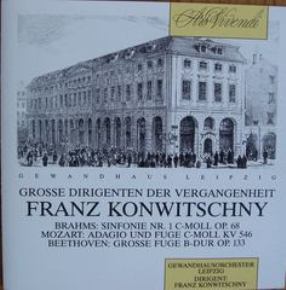 Ars Vivendi
GEWANDHAUS LEIPZIG
GROSSE DIRIGENTEN DER VERGANGENHEIT
FRANZ KONWITSCHNY
BRAHMS: SINFONIE NR. 1 C-MOLL OP. 68
MOZART: ADAGIO UND FUGE C-MOLL KV 546
BEETHOVEN: GROSSE FUGE B-DUR OP. 133
GEWANDHAUSORCHESTER
LEIPZIG
DIRIGENT:
FRANZ KONWITSCHNY